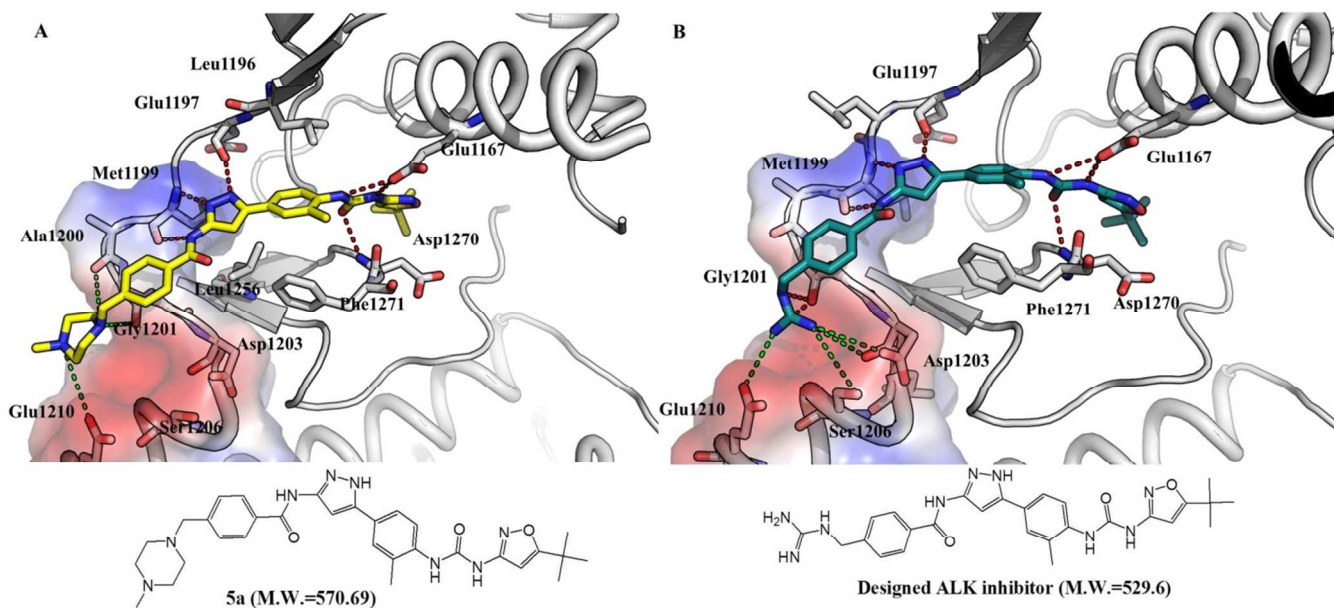 A
Leu1196
Glu1197
Glu1167
Met1199
Ala1200
Asp1270
Leu1256
Phe1271
Gly1201
Asp1203
Glu1210
Ser1206
N
NH
HN
O
N
N
O
N
O
N
H
N
H
5a (M.W.=570.69)
B
Glu1197
Glu1167
Met1199
Gly1201
Phe1271
Asp1270
Asp1203
Glu1210
Ser1206
N
NH
HN
H2N
H
N
NH
O
O
N
O
N
H
N
H
Designed ALK inhibitor (M.W.=529.6)